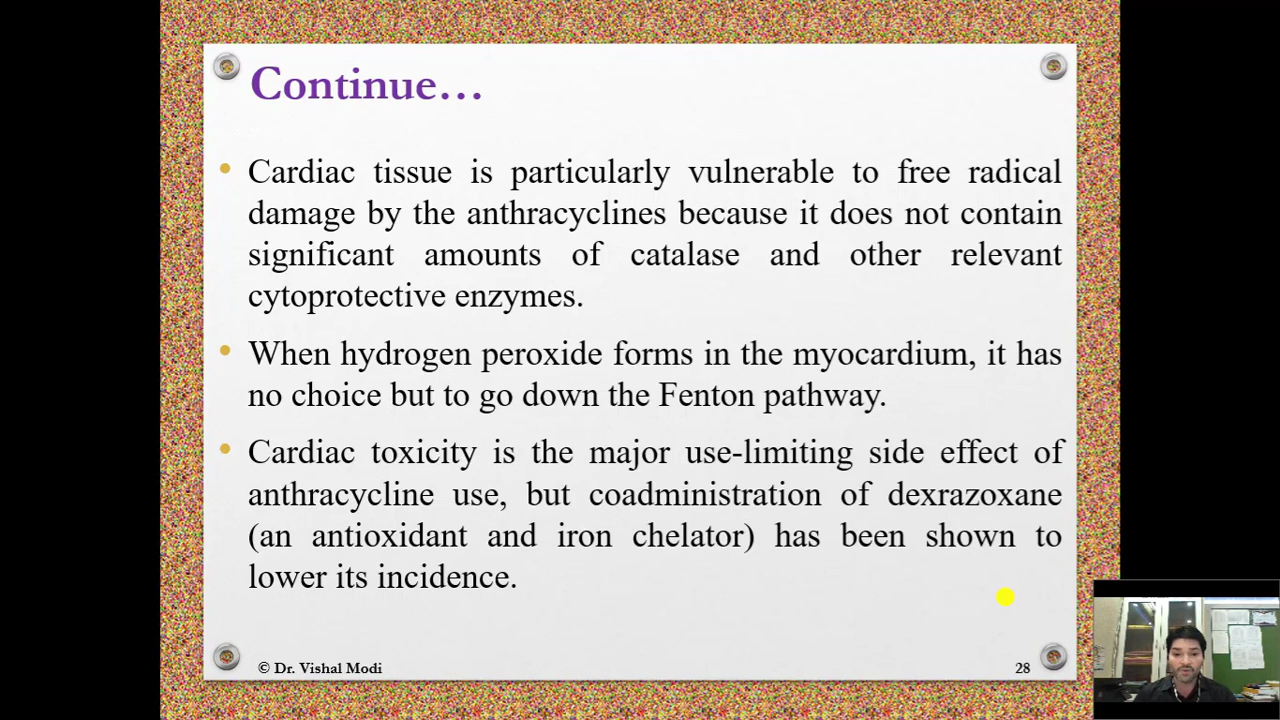 Continue…
• Cardiac tissue is particularly vulnerable to free radical
damage by the anthracyclines because it does not contain
significant amounts of catalase and other relevant
cytoprotective enzymes.
• When hydrogen peroxide forms in the myocardium, it has
no choice but to go down the Fenton pathway.
• Cardiac toxicity is the major use-limiting side effect of
anthracycline use, but coadministration of dexrazoxane
(an antioxidant and iron chelator) has been shown to
lower its incidence.
© Dr. Vishal Modi
28